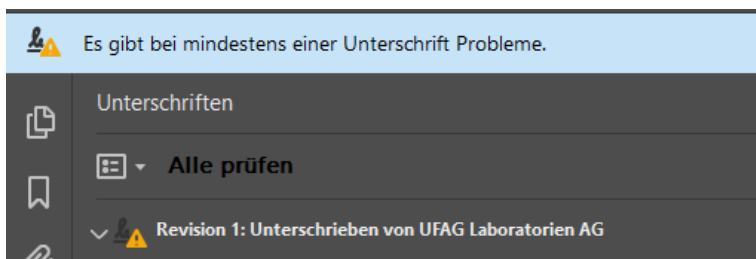 Es gibt bei mindestens einer Unterschrift Probleme.
Unterschriften
Alle prüfen
Revision 1: Unterschrieben von UFAG Laboratorien AG